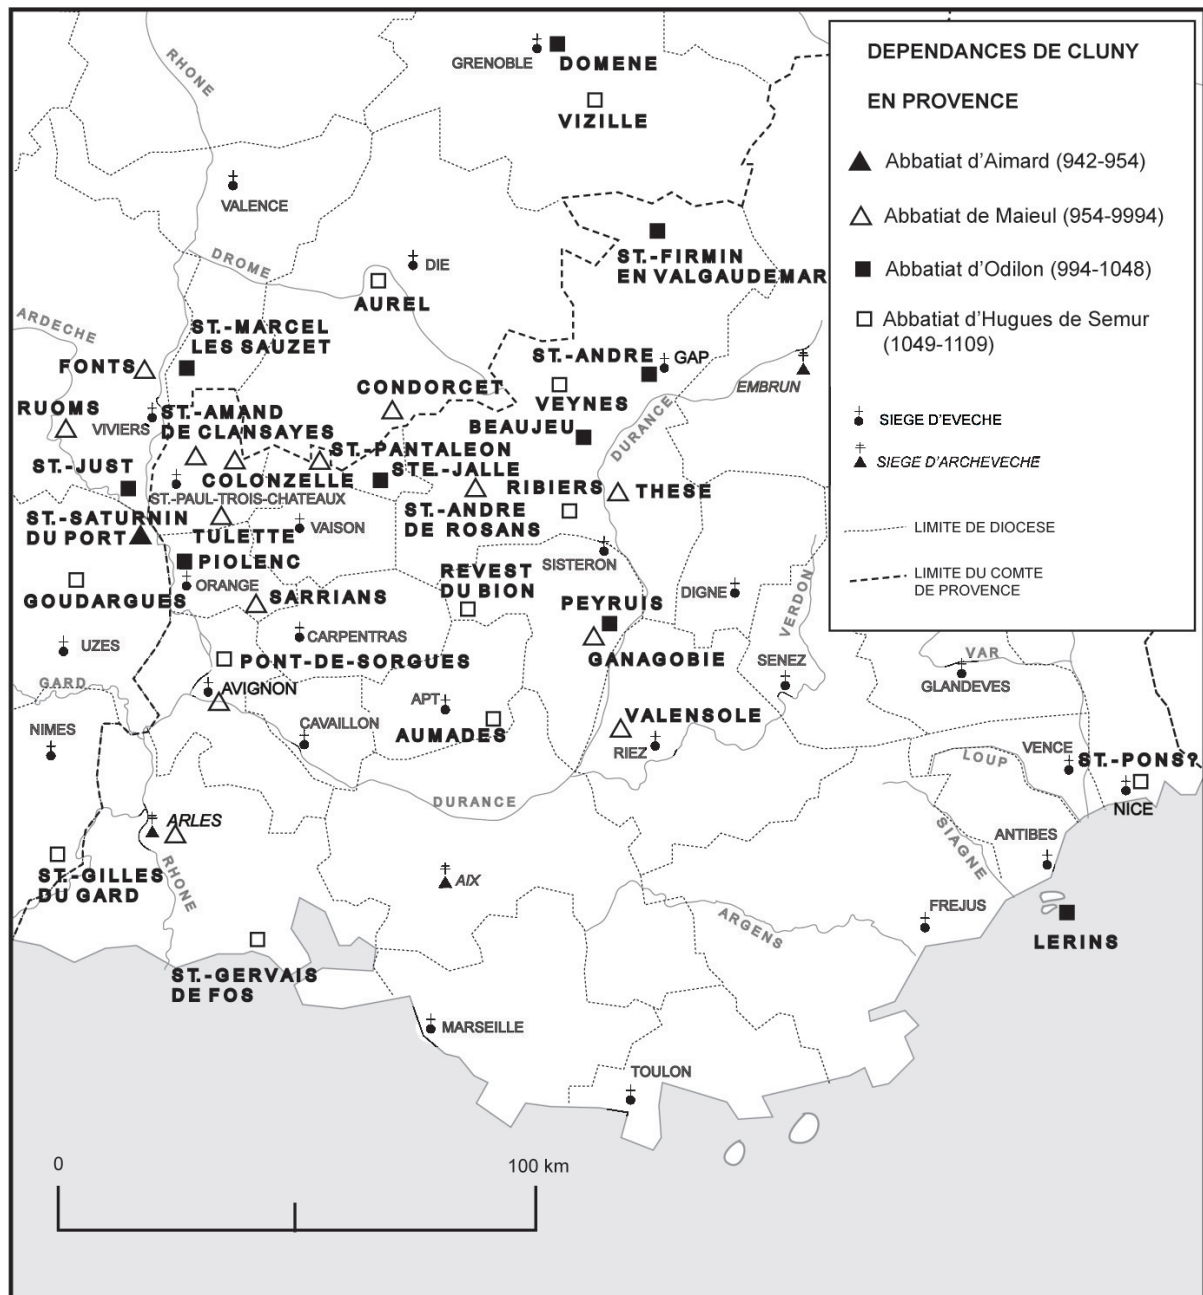 DEPENDANCES DE CLUNY
EN PROVENCE
Abbatiat d'Aimard (942-954)
Abbatiat de Maieul (954-9994)
Abbatiat d'Odilon (994-1048)
Abbatiat d'Hugues de Semur
(1049-1109)
SIEGE D'EVECHE
SIEGE D'ARCHEVECHE
LIMITE DE DIOCESE
LIMITE DU COMTE
DE PROVENCE
RHONE
GRENOBLE
DOMENE
VIZILLE
VALENCE
DROME
DIE
ST.-FIRMIN
EN VALGAUDEMAR
AUREL
ARDECHE
ST.-MARCEL
LES SAUZET
ST.-ANDRE
GAP
EMBRUN
FONTS
CONDORCET
VEYNES
RUOMS
VIVIERS
ST.-AMAND
DE CLANSAYES
BEAUJEU
DURANCE
ST.-PANTALEON
ST.-JUST
COLONZELLE
STE-JALLE
RIBIERS
THESE
ST.-PAUL-TROIS-CHATEAUX
ST.-ANDRE
DE ROSANS
ST.-SATURNIN
DU PORT
TULETTE
VAISON
PIOLENC
SISTERON
ORANGE
REVEST
DU BION
DIGNE
VERDON
GOUDARGUES
SARRIANS
PEYRUIS
UZES
CARPENTRAS
GANAGOBIE
SENEZ
VAR
PONT-DE-SORGUES
GARD
AVIGNON
APT
GLANDEVES
NIMES
CAVAILLON
AUMADES
VALENSOLE
RIEZ
VENCE
ST.-PONS?
LOUP
DURANCE
NICE
ARLES
SIAGNE
ANTIBES
ST.-GILLES
DU GARD
RHONE
AIX
ARGENS
FREJUS
LERINS
ST.-GERVAIS
DE FOS
MARSEILLE
TOULON
0
100 km